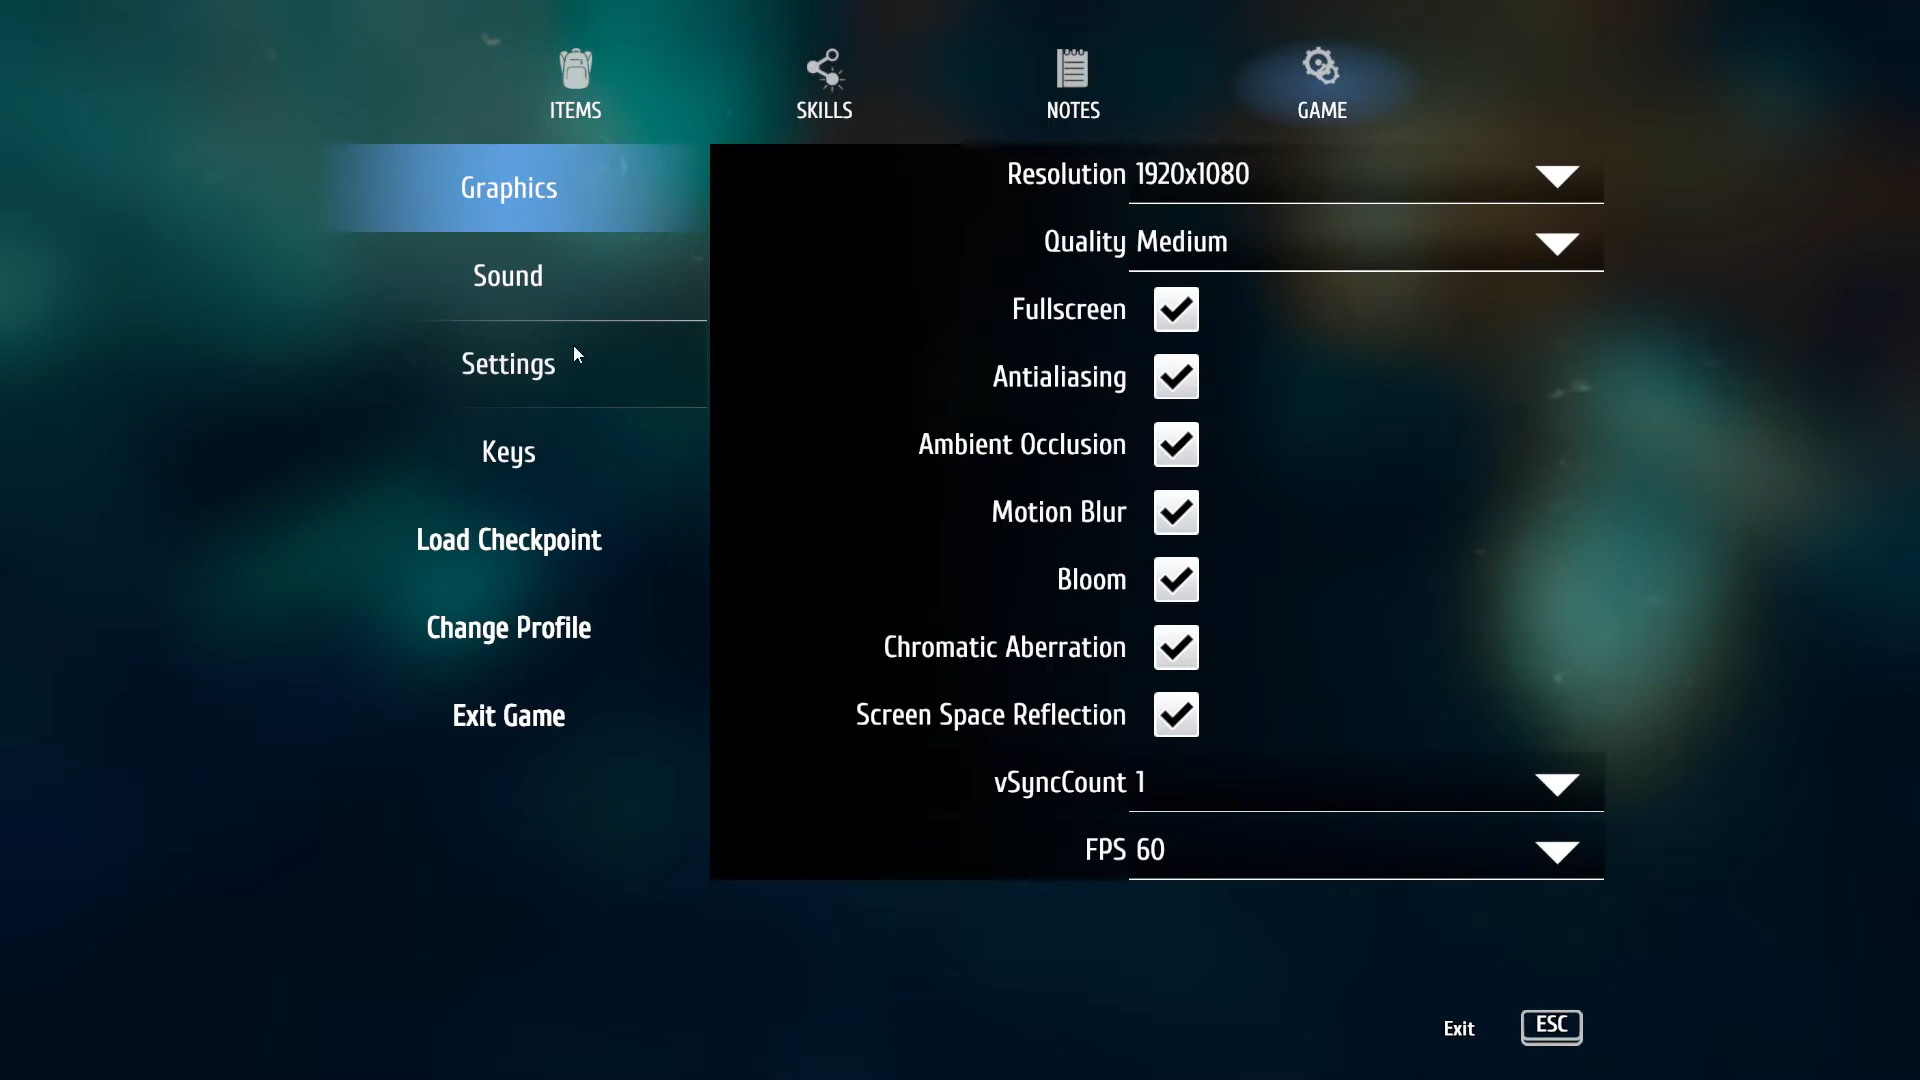 ITEMS
SKILLS
NOTES
GAME
Graphics
Sound
Settings
Keys
Load Checkpoint
Change Profile
Exit Game
Resolution 1920x1080
Quality Medium
Fullscreen
Antialiasing
Ambient Occlusion
Motion Blur
Bloom
Chromatic Aberration
Screen Space Reflection
vSyncCount 1
FPS 60
Exit ESC